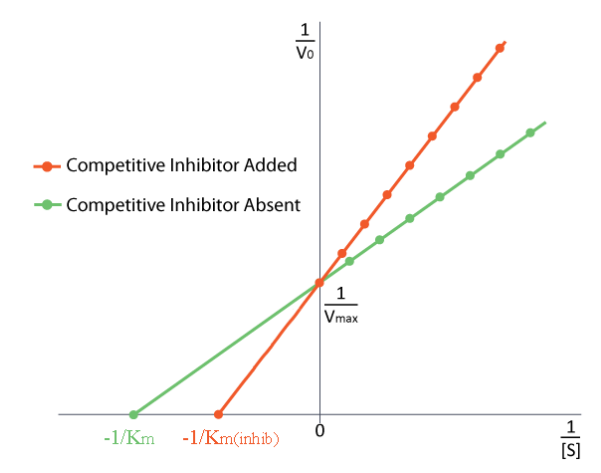 1
V0
Competitive Inhibitor Added
Competitive Inhibitor Absent
1
Vmax
-1/Km
-1/Km(inhib)
0
1
[S]